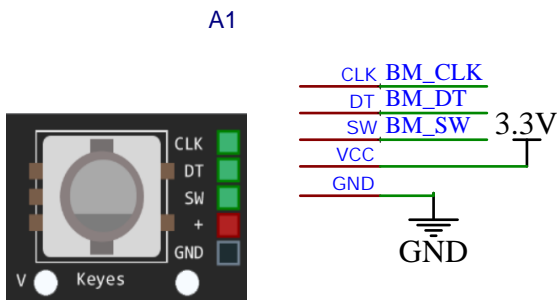 A1
CLK
DT
SW
+
GND
V Keyes
CLK BM_CLK
DT BM_DT
SW BM_SW
3.3V
VCC
GND
GND